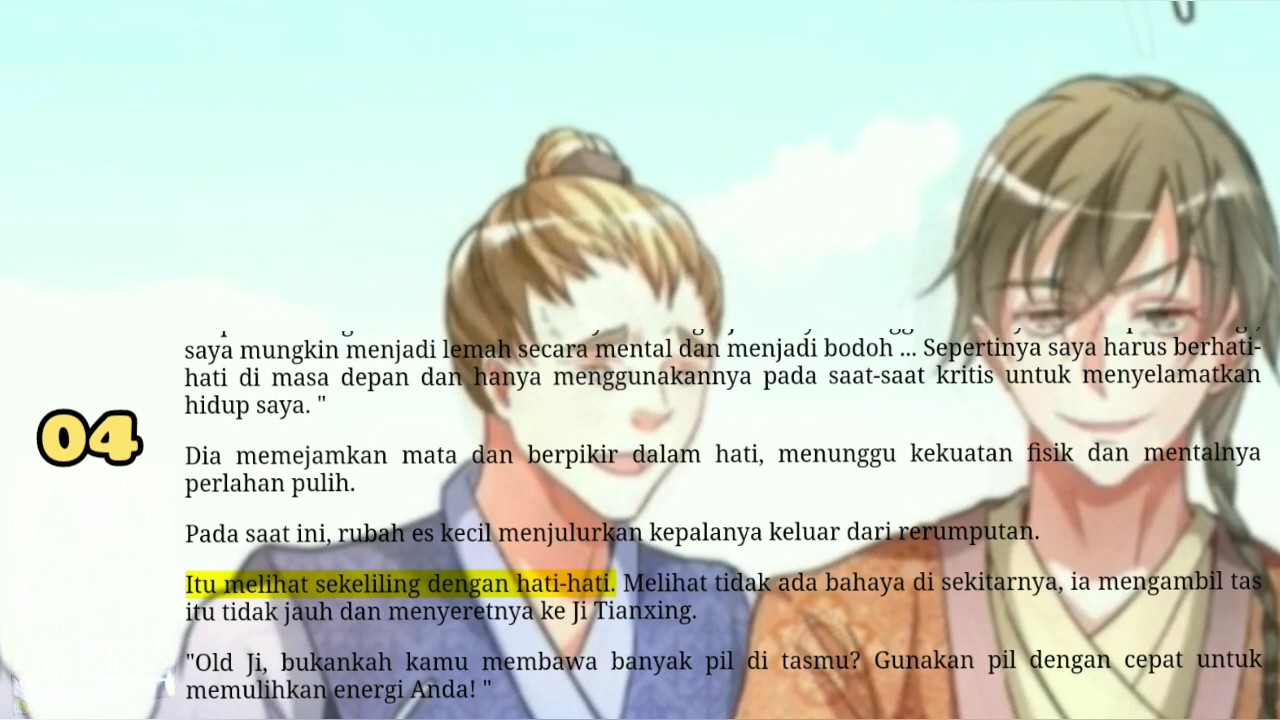 saya mungkin menjadi lemah secara mental dan menjadi bodoh ... Sepertinya saya harus berhati-
hati di masa depan dan hanya menggunakannya pada saat-saat kritis untuk menyelamatkan
hidup saya. "
04
Dia memejamkan mata dan berpikir dalam hati, menunggu kekuatan fisik dan mentalnya
perlahan pulih.
Pada saat ini, rubah es kecil menjulurkan kepalanya keluar dari rerumputan.
Itu melihat sekeliling dengan hati-hati. Melihat tidak ada bahaya di sekitarnya, ia mengambil tas
itu tidak jauh dan menyeretnya ke Ji Tianxing.
"Old Ji, bukankah kamu membawa banyak pil di tasmu? Gunakan pil dengan cepat untuk
memulihkan energi Anda! "